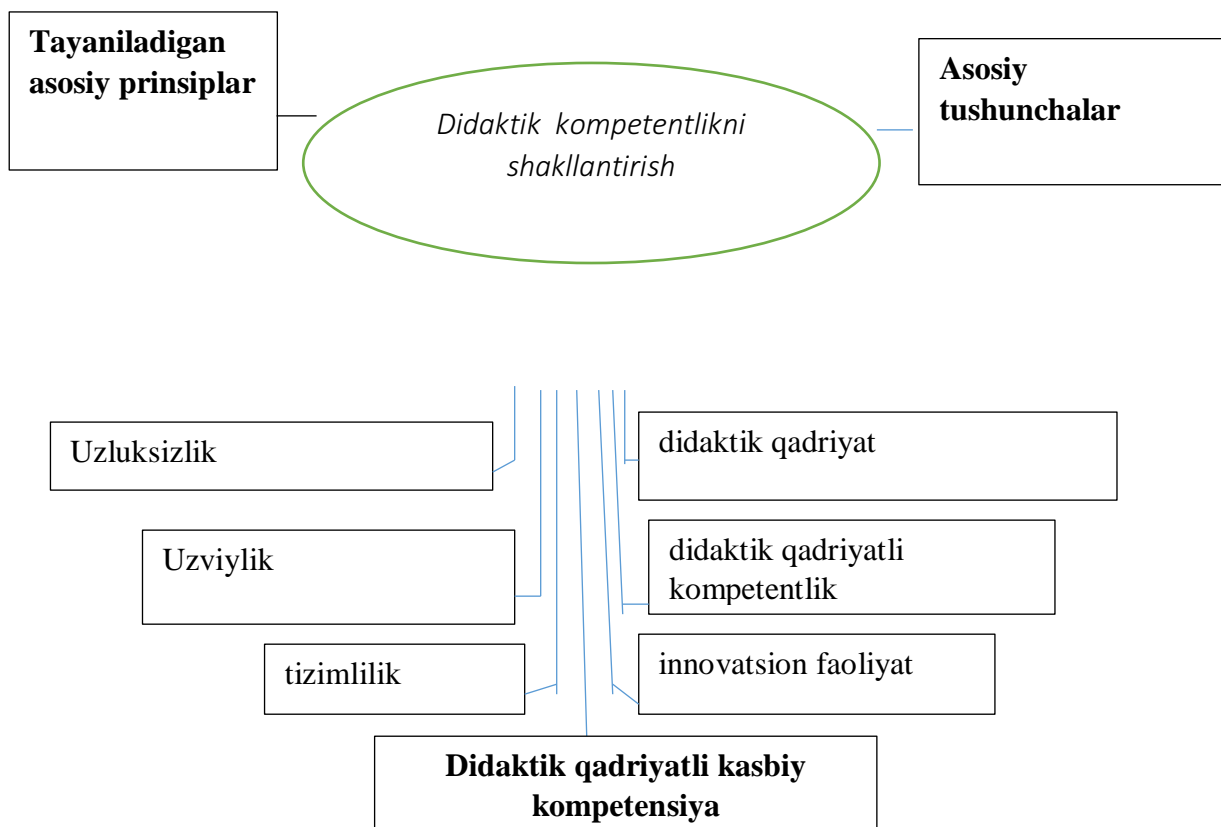 Tayaniladigan
asosiy prinsiplar
Didaktik kompetentlikni
shakllantirish
Asosiy
tushunchalar
Uzluksizlik
didaktik qadriyat
Uzviylik
didaktik qadriyatli
kompetentlik
tizimlilik
innovatsion faoliyat
Didaktik qadriyatli kasbiy
kompetensiya